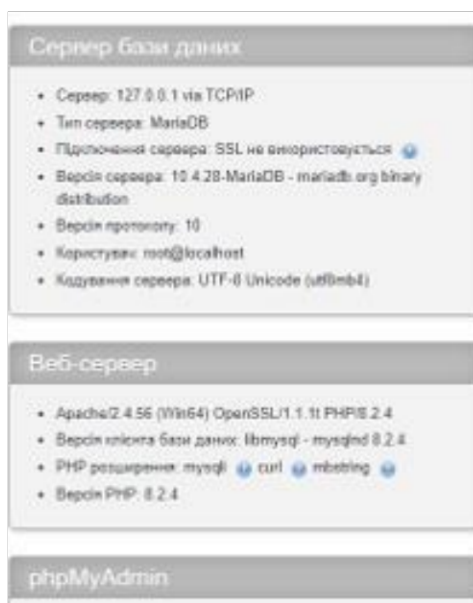 Сервер бази даних
Сервер: 127.0.0.1 via TCP/IP
Тип сервера: MariaDB
Підключення сервера: SSL не використовується
Версія сервера: 10.4.28-MariaDB - mariadb.org binary
distribution
Версія протоколу: 10
Користувач: root@localhost
Кодування сервера: UTF-8 Unicode (utf8mb4)
Веб-сервер
Apache/2.4.56 (Win64) OpenSSL/1.1.1t PHP/8.2.4
Версія клієнта бази даних: libmysql - mysqlnd 8.2.4
PHP розширення: mysqli curl mbstring
Версія PHP: 8.2.4
phpMyAdmin